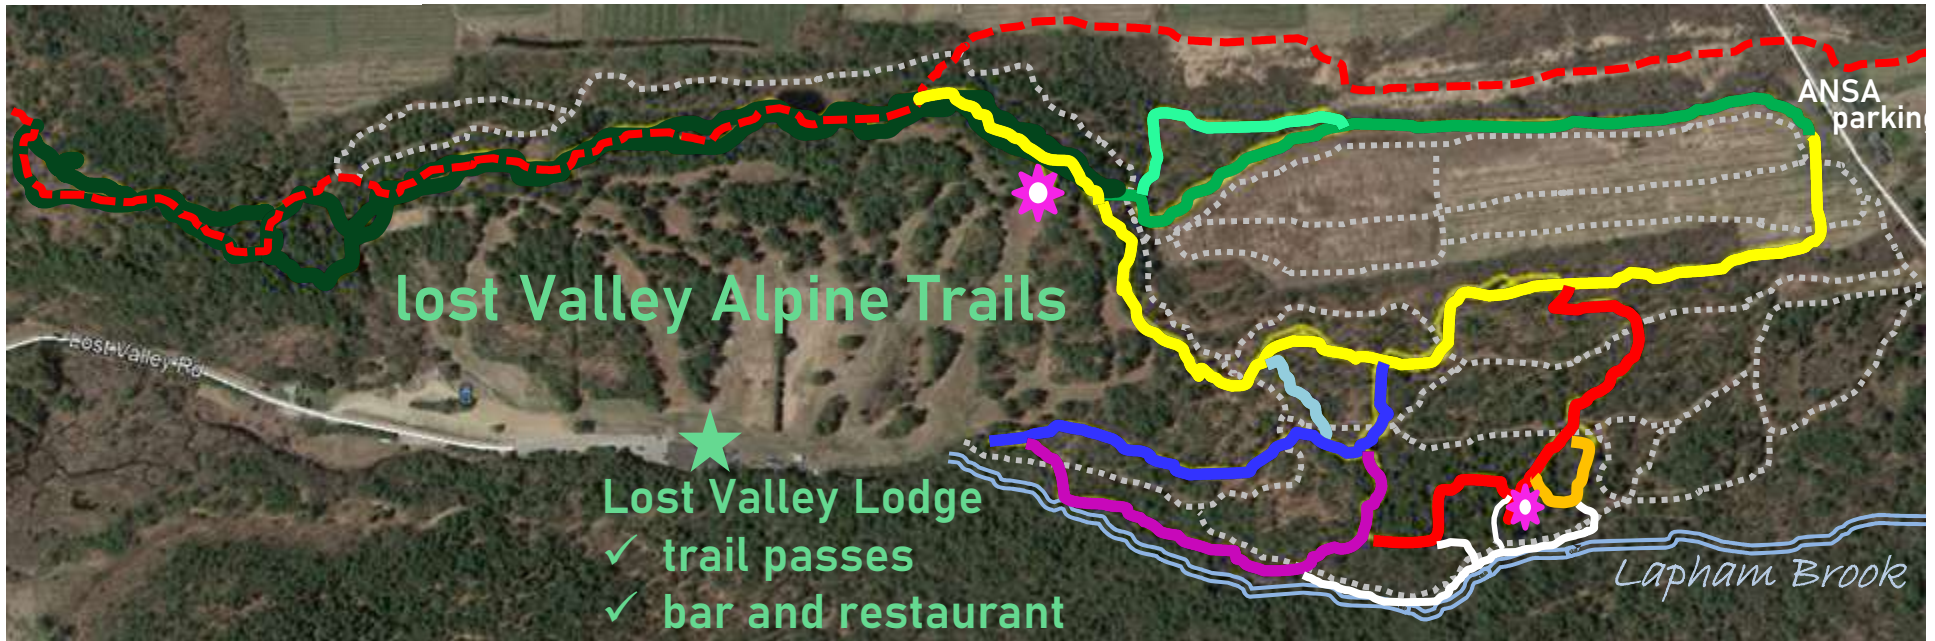 ANSA
parking
lost Valley Alpine Trails
Lost Valley Rd
Lost Valley Lodge
✓ trail passes
✓ bar and restaurant
Lapham Brook